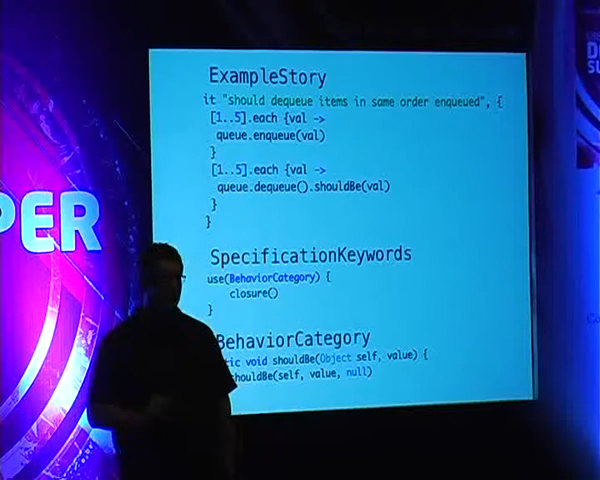 PER
ExampleStory
it "should dequeue items in same order enqueued", {
[1..5].each {val ->
queue.enqueue(val)
}
[1..5].each {val ->
queue.dequeue().shouldBe(val)
}
}
SpecificationKeywords
use(BehaviorCategory) {
closure()
}
BehaviorCategory
tic void shouldBe(Object self, value) {
shouldBe(self, value, null)
D
SU